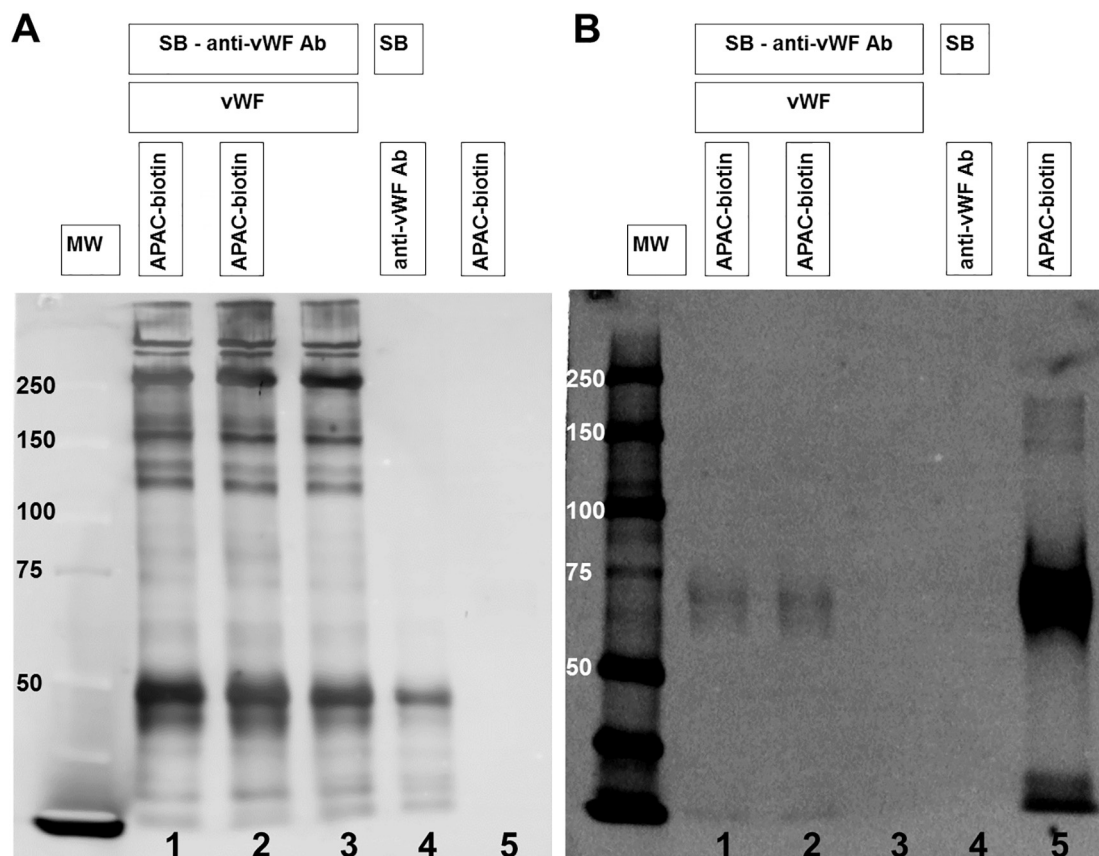 A
SB - anti-vWF Ab
SB
vWF
MW
APAC-biotin
APAC-biotin
anti-vWF Ab
APAC-biotin
250
150
100
75
50
1 2 3 4 5
B
SB - anti-vWF Ab
SB
vWF
MW
APAC-biotin
APAC-biotin
anti-vWF Ab
APAC-biotin
250
150
100
75
50
1 2 3 4 5